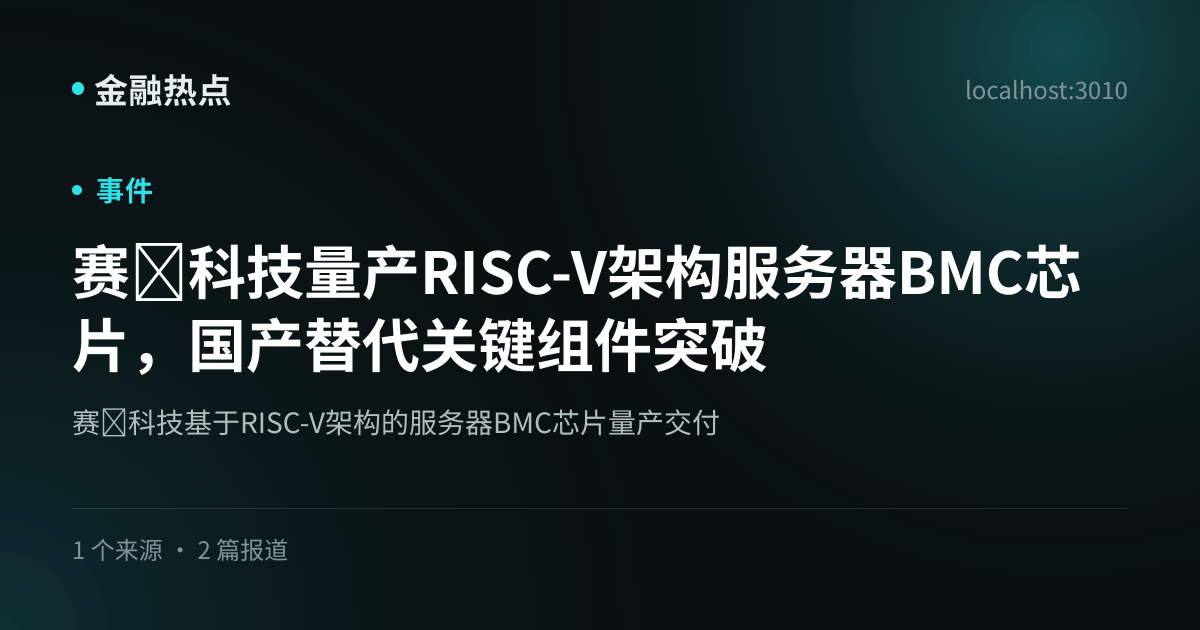 金融热点
localhost:3010
事件
赛科技量产RISC-V架构服务器BMC芯
片，国产替代关键组件突破
赛科技基于RISC-V架构的服务器BMC芯片量产交付
1 个来源 · 2 篇报道